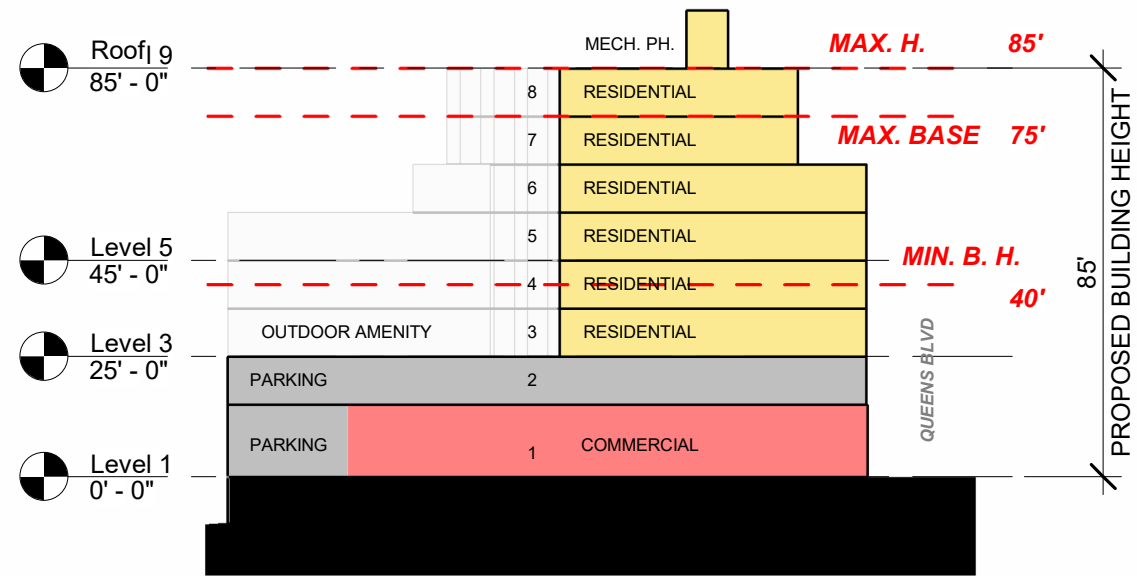 MECH. PH.
MAX. H. 85'
Roof| 9
85' - 0"
8 RESIDENTIAL
MAX. BASE 75'
7 RESIDENTIAL
6 RESIDENTIAL
5 RESIDENTIAL
Level 5
45' - 0"
MIN. B. H.
40'
4 RESIDENTIAL
OUTDOOR AMENITY 3 RESIDENTIAL
Level 3
25' - 0"
PARKING 2
PARKING 1 COMMERCIAL
Level 1
0' - 0"
QUEENS BLVD
85'
PROPOSED BUILDING HEIGHT